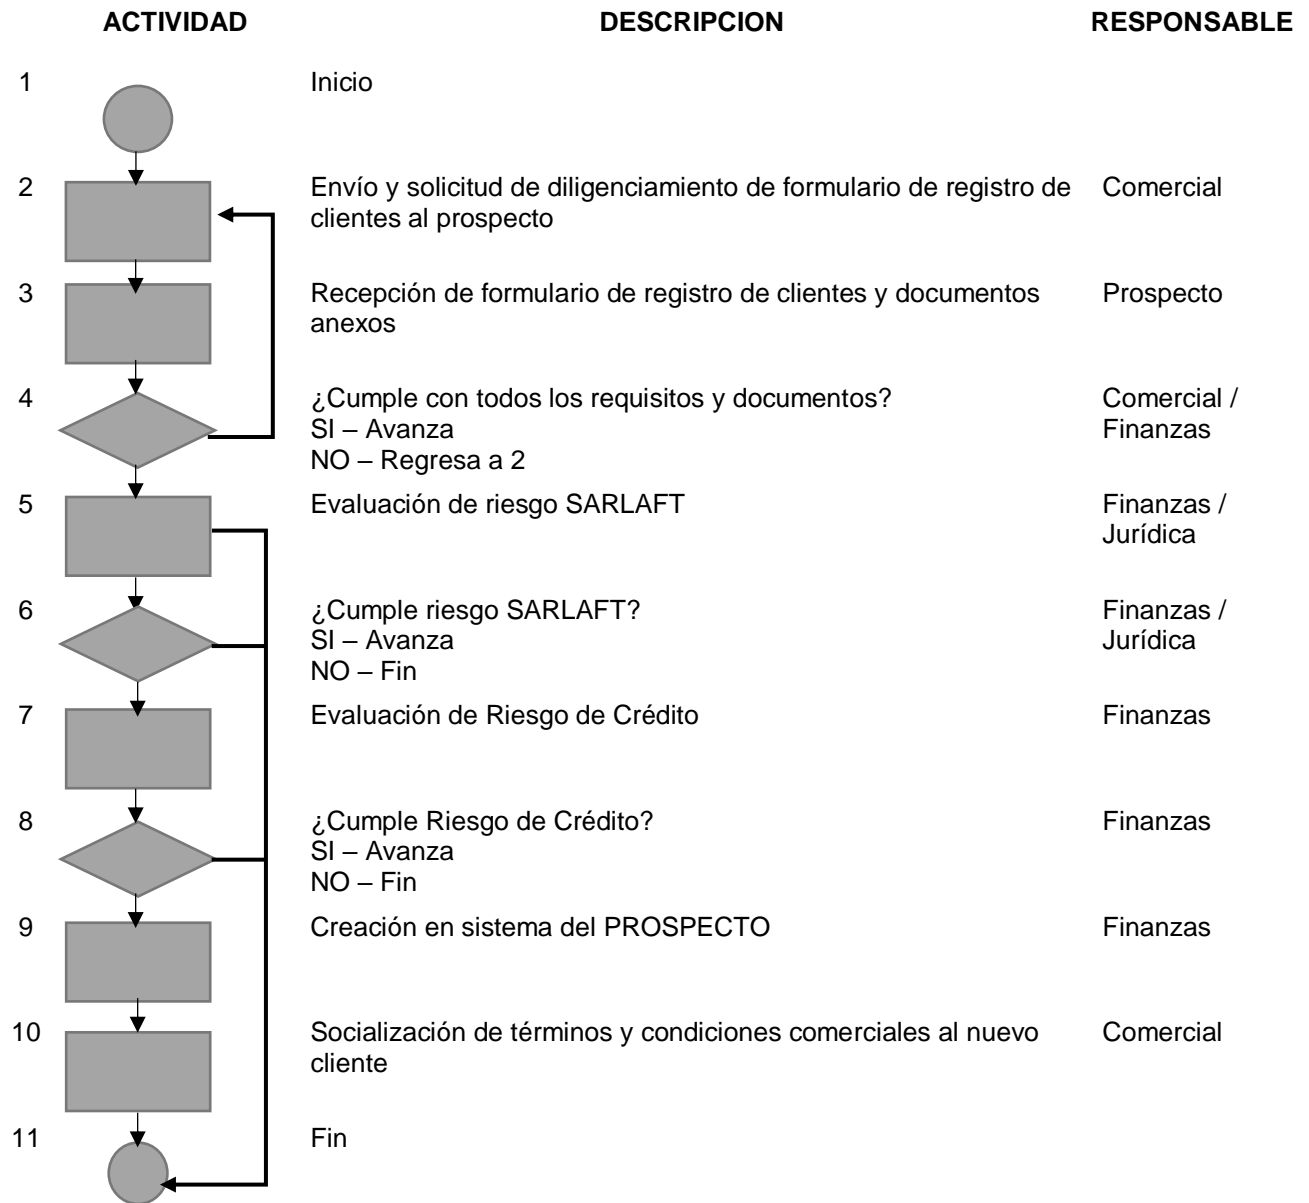 ACTIVIDAD DESCRIPCION RESPONSABLE
1 Inicio
2 Envío y solicitud de diligenciamiento de formulario de registro de Comercial
clientes al prospecto
3 Recepción de formulario de registro de clientes y documentos Prospecto
anexos
4 ¿Cumple con todos los requisitos y documentos? Comercial /
SI – Avanza Finanzas
NO – Regresa a 2
5 Evaluación de riesgo SARLAFT Finanzas /
Jurídica
6 ¿Cumple riesgo SARLAFT? Finanzas /
SI – Avanza Jurídica
NO – Fin
7 Evaluación de Riesgo de Crédito Finanzas
8 ¿Cumple Riesgo de Crédito? Finanzas
SI – Avanza
NO – Fin
9 Creación en sistema del PROSPECTO Finanzas
10 Socialización de términos y condiciones comerciales al nuevo Comercial
cliente
11 Fin